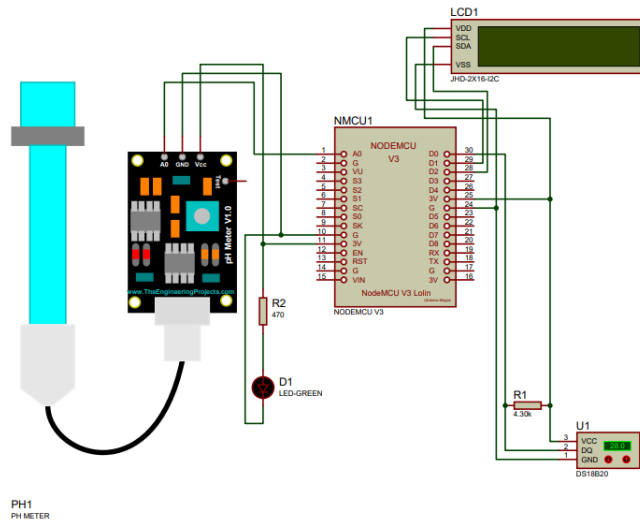 LCD1
VDD
SCL
SDA
VSS
JHD-2X16-I2C
NMCU1
NODEMCU
V3
1 A0
2 G
3 VU
4 S3
5 S2
6 S1
7 SC
8 S0
9 SK
10 G
11 3V
12 EN
13 RST
14 G
15 VIN
D0 30
D1 29
D2 28
D3 27
D4 26
3V 25
G 24
D5 23
D6 22
D7 21
D8 20
RX 19
TX 18
G 17
3V 16
NodeMCU V3 Lolin
NODEMCU V3
A0 GND Vcc
Test
pH Meter V1.0
www.TheEngineeringProjects.com
R2
470
D1
LED-GREEN
R1
4.30k
U1
3 VCC
2 DQ
1 GND
28.0
DS18B20
PH1
PH METER